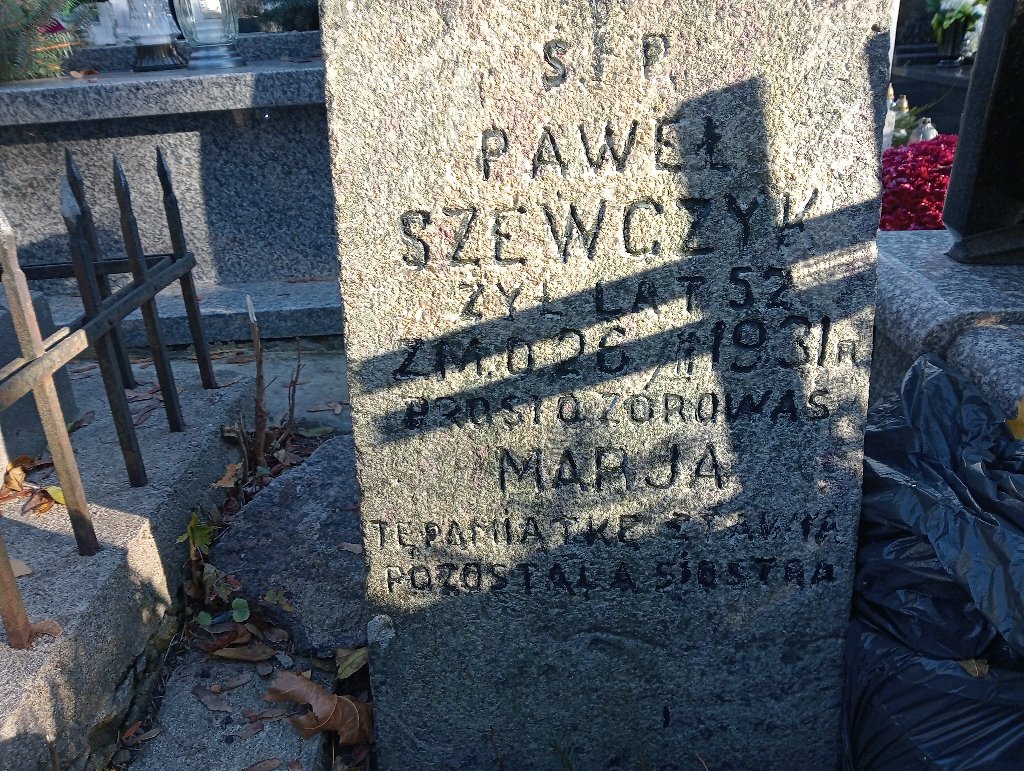 S P P
PAWEŁ
SZEWCZYK
ŻYŁ LAT 52
ZM. D 26 /II 1931 R
PROSI O ZDROWAŚ
MARJA
TĘ PAMIĄTKĘ STAWIA
POZOSTAŁA SIOSTRA